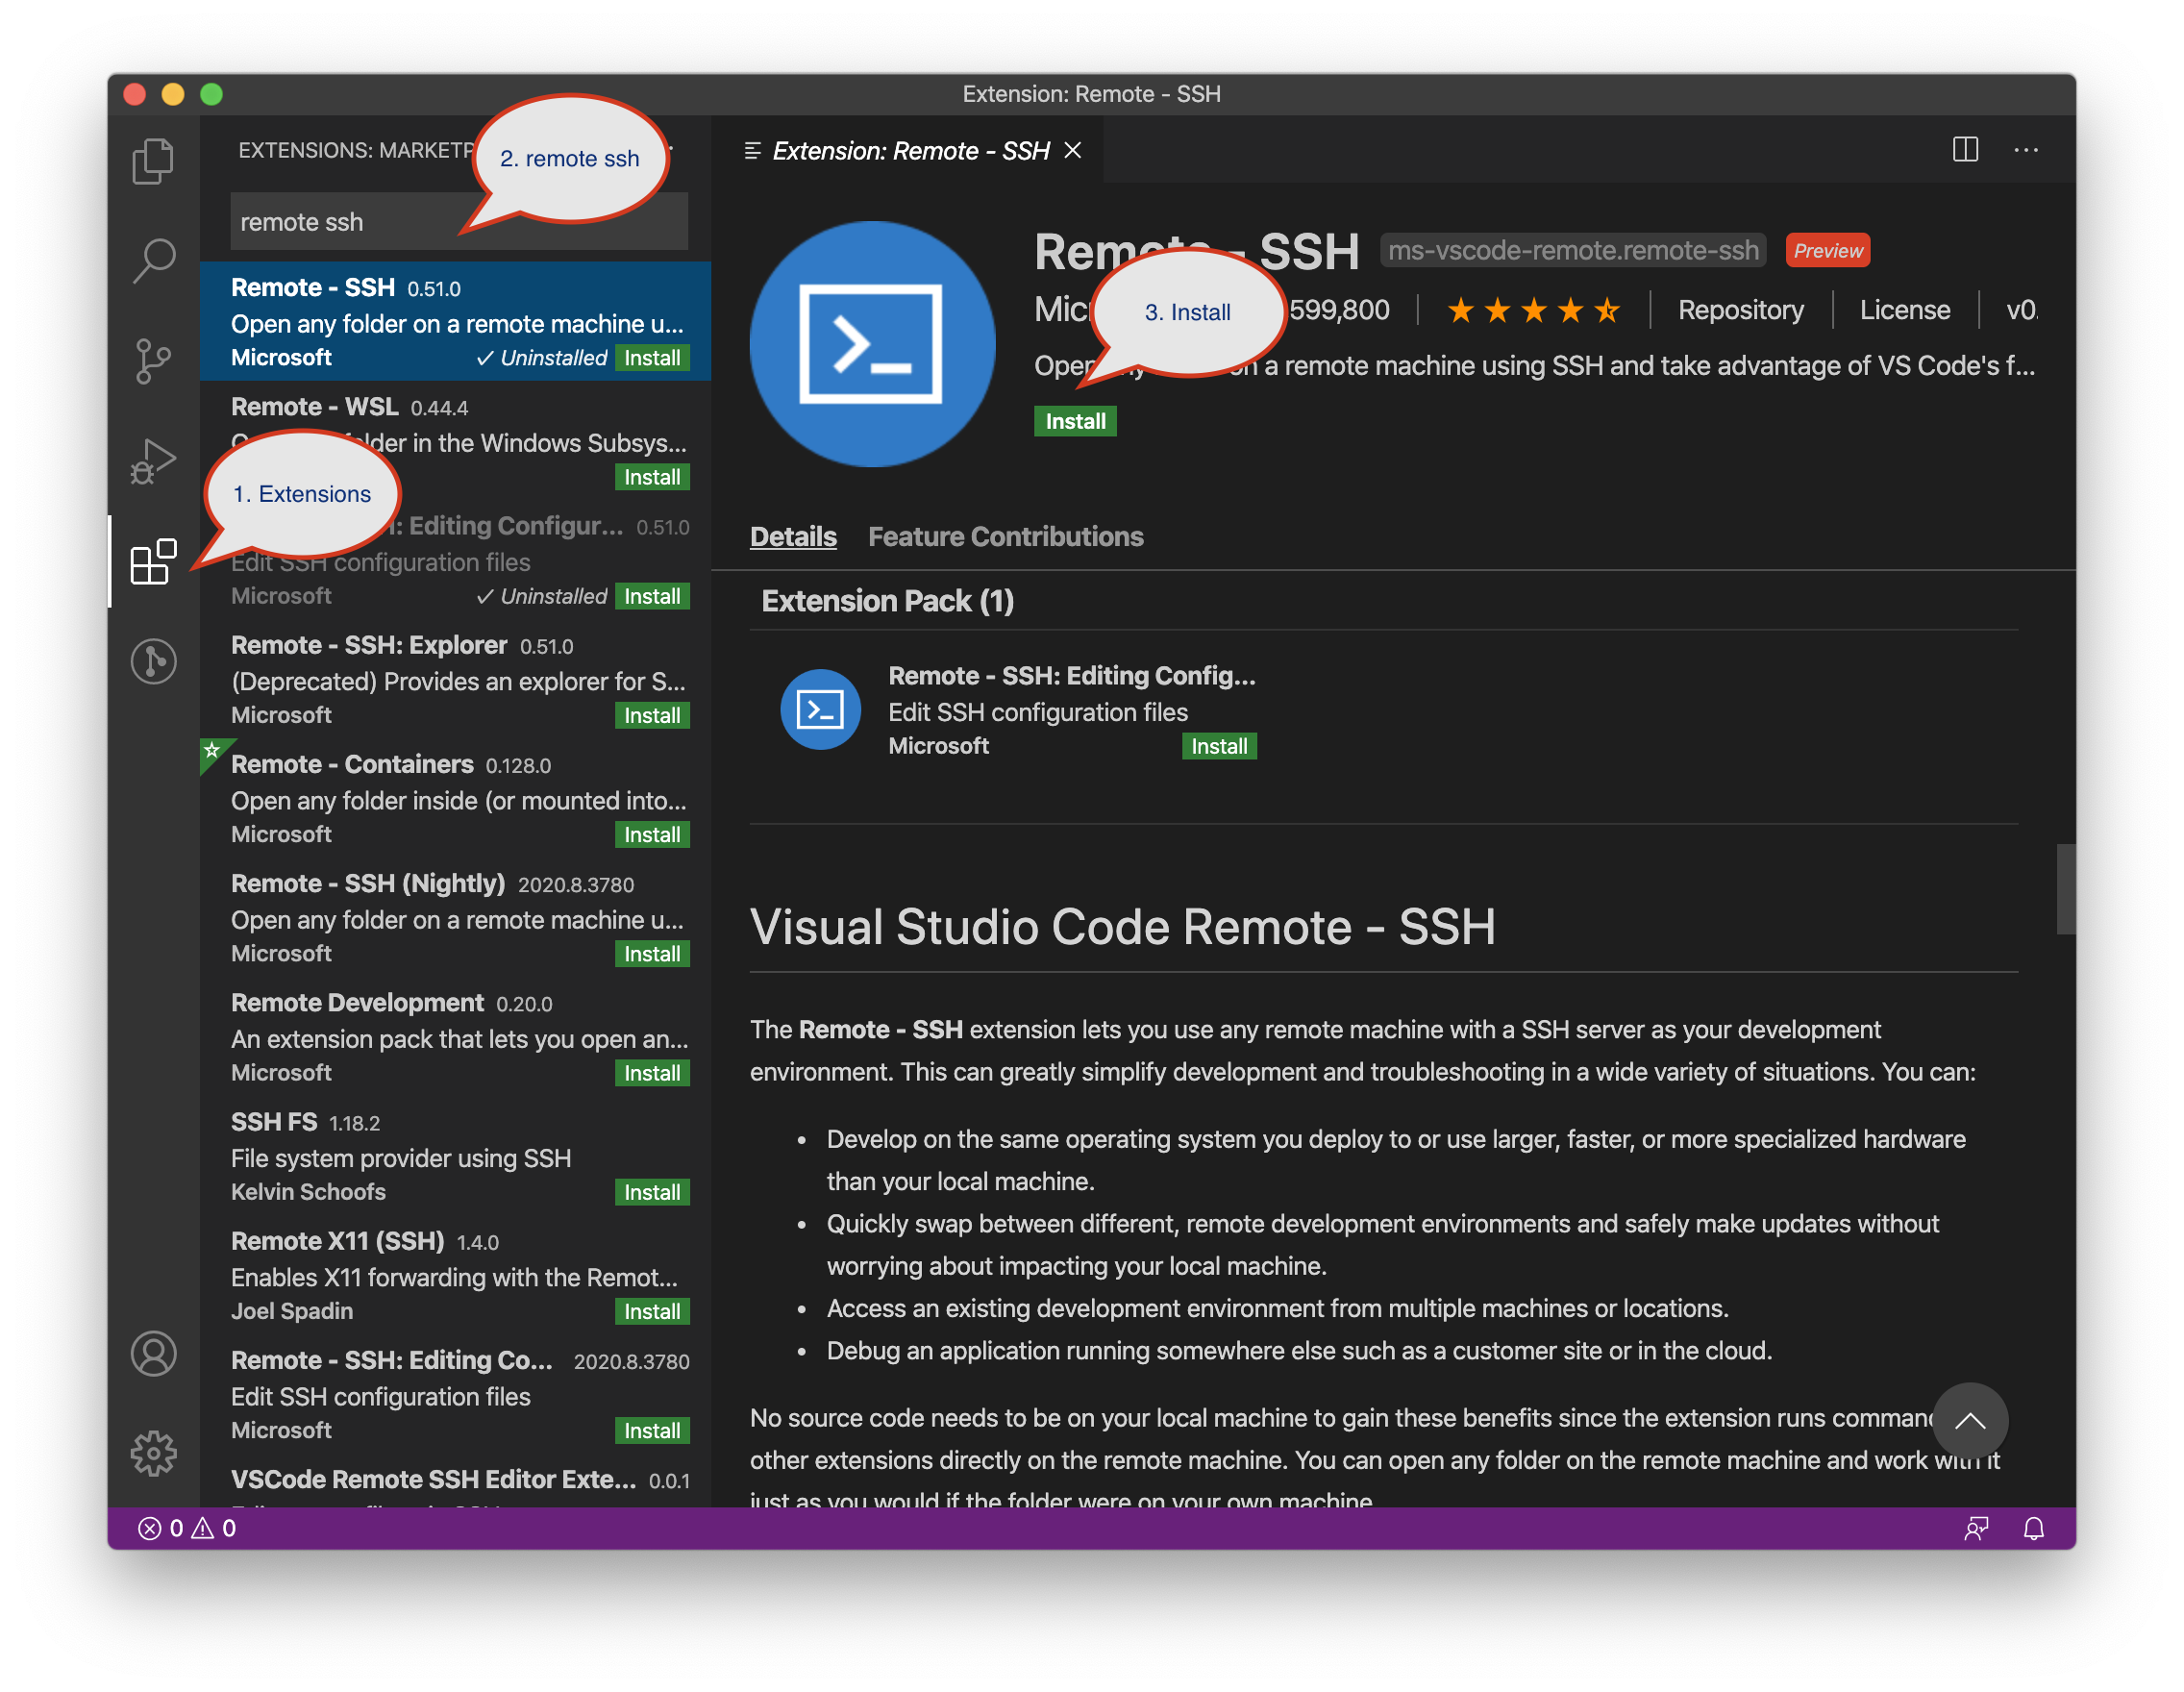 Extension: Remote - SSH
EXTENSIONS: MARKETP
2. remote ssh
remote ssh
Remote - SSH 0.51.0
Open any folder on a remote machine u...
Microsoft ✓ Uninstalled Install
Remote - WSL 0.44.4
older in the Windows Subsys...
Install
1. Extensions
: Editing Configur... 0.51.0
Edit SSH configuration files
Microsoft ✓ Uninstalled Install
Remote - SSH: Explorer 0.51.0
(Deprecated) Provides an explorer for S...
Microsoft Install
Remote - Containers 0.128.0
Open any folder inside (or mounted into...
Microsoft Install
Remote - SSH (Nightly) 2020.8.3780
Open any folder on a remote machine u...
Microsoft Install
Remote Development 0.20.0
An extension pack that lets you open an...
Microsoft Install
SSH FS 1.18.2
File system provider using SSH
Kelvin Schoofs Install
Remote X11 (SSH) 1.4.0
Enables X11 forwarding with the Remot...
Joel Spadin Install
Remote - SSH: Editing Co... 2020.8.3780
Edit SSH configuration files
Microsoft Install
VSCode Remote SSH Editor Exte... 0.0.1
Extension: Remote - SSH
Remote - SSH ms-vscode-remote.remote-ssh Preview
3. Install
Mic 599,800 Repository License v0.
Open on a remote machine using SSH and take advantage of VS Code's f...
Install
Details Feature Contributions
Extension Pack (1)
Remote - SSH: Editing Config...
Edit SSH configuration files
Microsoft Install
Visual Studio Code Remote - SSH
The Remote - SSH extension lets you use any remote machine with a SSH server as your development
environment. This can greatly simplify development and troubleshooting in a wide variety of situations. You can:
• Develop on the same operating system you deploy to or use larger, faster, or more specialized hardware
than your local machine.
• Quickly swap between different, remote development environments and safely make updates without
worrying about impacting your local machine.
• Access an existing development environment from multiple machines or locations.
• Debug an application running somewhere else such as a customer site or in the cloud.
No source code needs to be on your local machine to gain these benefits since the extension runs comman
other extensions directly on the remote machine. You can open any folder on the remote machine and work with it
just as you would if the folder were on your own machine.
0 0